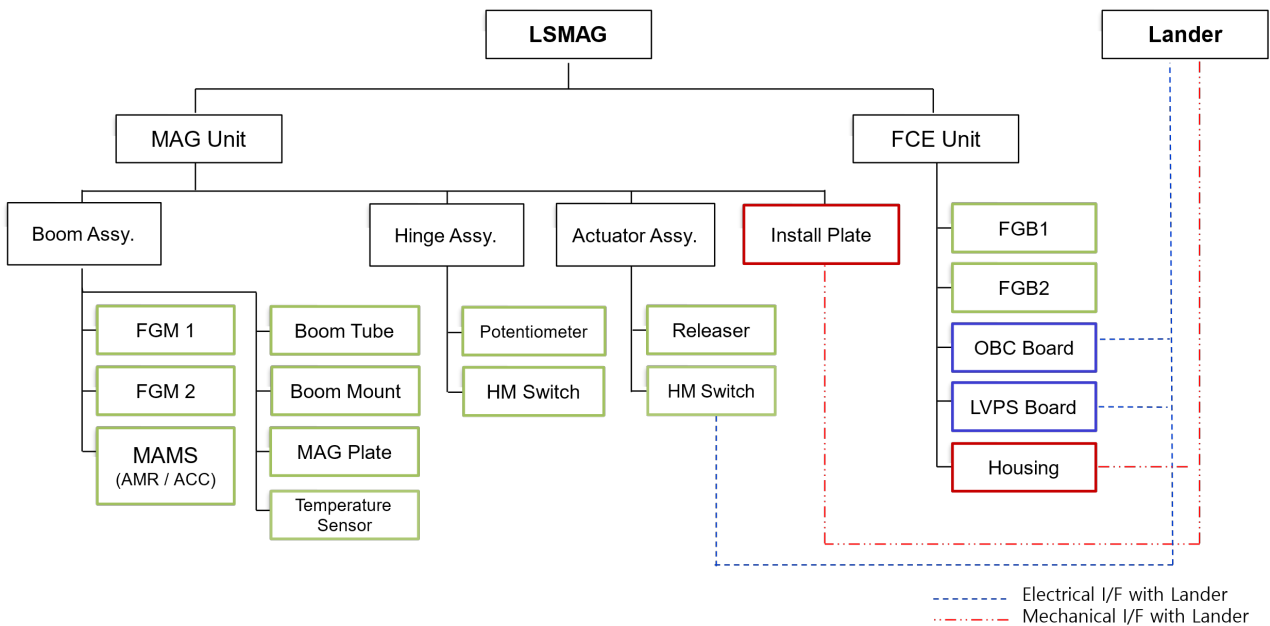 LSMAG
Lander
MAG Unit
FCE Unit
Boom Assy.
Hinge Assy.
Actuator Assy.
Install Plate
FGM 1
FGM 2
MAMS
(AMR / ACC)
Boom Tube
Boom Mount
MAG Plate
Temperature
Sensor
Potentiometer
HM Switch
Releaser
HM Switch
FGB1
FGB2
OBC Board
LVPS Board
Housing
Electrical I/F with Lander
Mechanical I/F with Lander